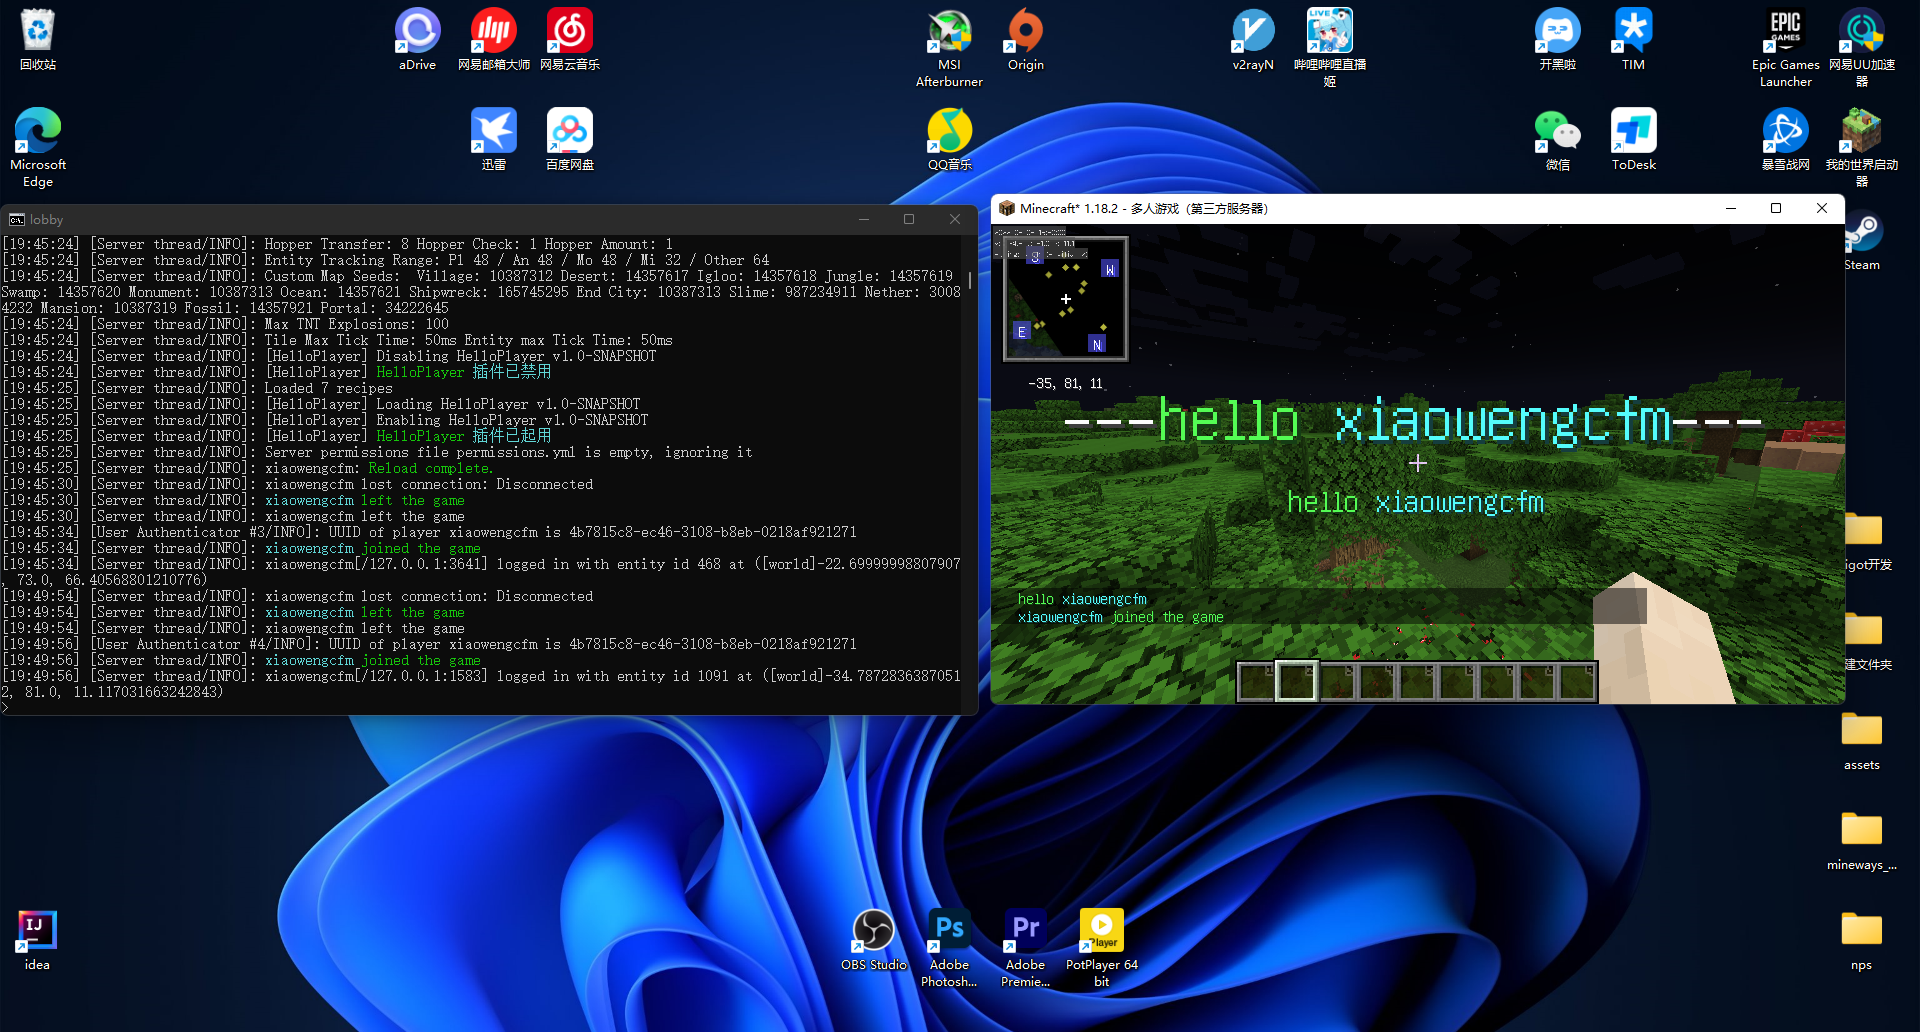 回收站
aDrive
网易邮箱大师
网易云音乐
MSI Afterburner
Origin
v2rayN
哔哩哔哩直播姬
开黑啦
TIM
Epic Games Launcher
网易UU加速器
Microsoft Edge
迅雷
百度网盘
QQ音乐
微信
ToDesk
暴雪战网
我的世界启动器
lobby
[19:45:24] [Server thread/INFO]: Hopper Transfer: 8 Hopper Check: 1 Hopper Amount: 1
[19:45:24] [Server thread/INFO]: Entity Tracking Range: Pl 48 / An 48 / Mo 48 / Mi 32 / Other 64
[19:45:24] [Server thread/INFO]: Custom Map Seeds:  Village: 10387312 Desert: 14357617 Igloo: 14357618 Jungle: 14357619
Swamp: 14357620 Monument: 10387313 Ocean: 14357621 Shipwreck: 165745295 End City: 10387313 Slime: 987234911 Nether: 3008
4232 Mansion: 10387319 Fossil: 14357921 Portal: 34222645
[19:45:24] [Server thread/INFO]: Max TNT Explosions: 100
[19:45:24] [Server thread/INFO]: Tile Max Tick Time: 50ms Entity max Tick Time: 50ms
[19:45:24] [Server thread/INFO]: [HelloPlayer] Disabling HelloPlayer v1.0-SNAPSHOT
[19:45:24] [Server thread/INFO]: [HelloPlayer] HelloPlayer 插件已禁用
[19:45:25] [Server thread/INFO]: Loaded 7 recipes
[19:45:25] [Server thread/INFO]: [HelloPlayer] Loading HelloPlayer v1.0-SNAPSHOT
[19:45:25] [Server thread/INFO]: [HelloPlayer] Enabling HelloPlayer v1.0-SNAPSHOT
[19:45:25] [Server thread/INFO]: [HelloPlayer] HelloPlayer 插件已起用
[19:45:25] [Server thread/INFO]: Server permissions file permissions.yml is empty, ignoring it
[19:45:25] [Server thread/INFO]: xiaowengcfm: Reload complete.
[19:45:30] [Server thread/INFO]: xiaowengcfm lost connection: Disconnected
[19:45:30] [Server thread/INFO]: xiaowengcfm left the game
[19:45:30] [Server thread/INFO]: xiaowengcfm left the game
[19:45:34] [User Authenticator #3/INFO]: UUID of player xiaowengcfm is 4b7815c8-ec46-3108-b8eb-0218af921271
[19:45:34] [Server thread/INFO]: xiaowengcfm joined the game
[19:45:34] [Server thread/INFO]: xiaowengcfm[/127.0.0.1:3641] logged in with entity id 468 at ([world]-22.69999998807907
, 73.0, 66.40568801210776)
[19:49:54] [Server thread/INFO]: xiaowengcfm lost connection: Disconnected
[19:49:54] [Server thread/INFO]: xiaowengcfm left the game
[19:49:54] [Server thread/INFO]: xiaowengcfm left the game
[19:49:56] [User Authenticator #4/INFO]: UUID of player xiaowengcfm is 4b7815c8-ec46-3108-b8eb-0218af921271
[19:49:56] [Server thread/INFO]: xiaowengcfm joined the game
[19:49:56] [Server thread/INFO]: xiaowengcfm[/127.0.0.1:1583] logged in with entity id 1091 at ([world]-34.7872836387051
2, 81.0, 11.117031663242843)
>
Minecraft* 1.18.2 - 多人游戏（第三方服务器）
W
E
N
-35, 81, 11
---hello xiaowengcfm---
hello xiaowengcfm
hello xiaowengcfm
xiaowengcfm joined the game
Steam
igot开发
建文件夹
assets
mineways_...
nps
idea
OBS Studio
Adobe Photosh...
Adobe Premie...
PotPlayer 64 bit